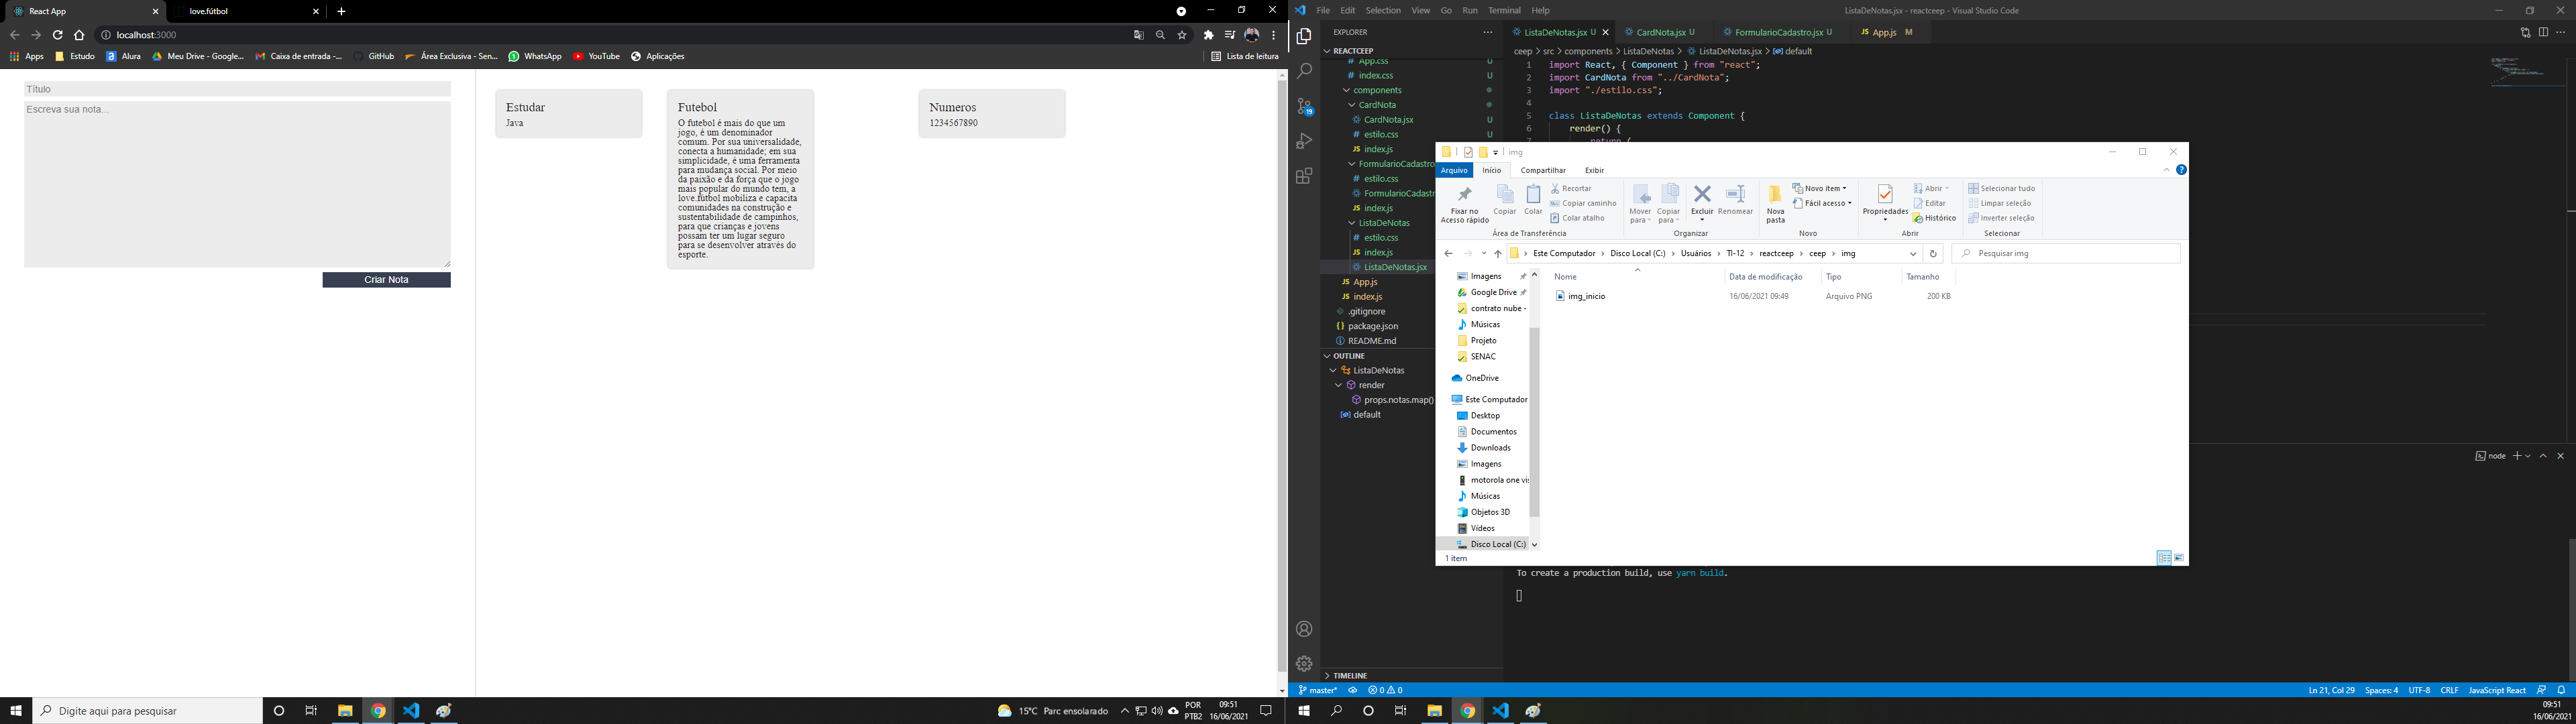 React App
love.fútbol
localhost:3000
Apps
Estudo
Alura
Meu Drive - Google...
Caixa de entrada -...
GitHub
Área Exclusiva - Sen...
WhatsApp
YouTube
Aplicações
Lista de leitura
Título
Escreva sua nota...
Criar Nota
Estudar
Java
Futebol
O futebol é mais do que um
jogo, é um denominador
comum. Por sua universalidade,
conecta a humanidade; em sua
simplicidade, é uma ferramenta
para mudança social. Por meio
da paixão e da força que o jogo
mais popular do mundo tem, a
love.fútbol mobiliza e capacita
comunidades na construção e
sustentabilidade de campinhos,
para que crianças e jovens
possam ter um lugar seguro
para se desenvolver através do
esporte.
Numeros
1234567890
Digite aqui para pesquisar
15°C Parc ensolarado
POR
PTB2
09:51
16/06/2021
File Edit Selection View Go Run Terminal Help
ListaDeNotas.jsx - reactceep - Visual Studio Code
EXPLORER
REACTCEEP
App.css U
index.css U
components
CardNota
CardNota.jsx U
estilo.css U
index.js
FormularioCadastro
estilo.css
FormularioCadastr
index.js
ListaDeNotas
estilo.css
index.js
ListaDeNotas.jsx
App.js
index.js
.gitignore
package.json
README.md
OUTLINE
ListaDeNotas
render
props.notas.map()
default
TIMELINE
19
ListaDeNotas.jsx U
CardNota.jsx U
FormularioCadastro.jsx U
App.js M
ceep > src > components > ListaDeNotas > ListaDeNotas.jsx > default
1 import React, { Component } from "react";
2 import CardNota from "../CardNota";
3 import "./estilo.css";
4
5 class ListaDeNotas extends Component {
6 render() {
7 return (
img
Arquivo
Início
Compartilhar
Exibir
Fixar no
Acesso rápido
Copiar
Colar
Recortar
Copiar caminho
Colar atalho
Área de Transferência
Mover
para
Copiar
para
Excluir
Renomear
Organizar
Nova
pasta
Novo item
Fácil acesso
Novo
Propriedades
Abrir
Editar
Histórico
Abrir
Selecionar tudo
Limpar seleção
Inverter seleção
Selecionar
Este Computador > Disco Local (C:) > Usuários > TI-12 > reactceep > ceep > img
Pesquisar img
Imagens
Google Drive
contrato nube -
Músicas
Projeto
SENAC
OneDrive
Este Computador
Desktop
Documentos
Downloads
Imagens
motorola one vis
Músicas
Objetos 3D
Vídeos
Disco Local (C:)
Nome
Data de modificação
Tipo
Tamanho
img_inicio
16/06/2021 09:49
Arquivo PNG
200 KB
1 item
node
To create a production build, use yarn build.
master*
0 0
Ln 21, Col 29
Spaces: 4
UTF-8
CRLF
JavaScript React
09:51
16/06/2021